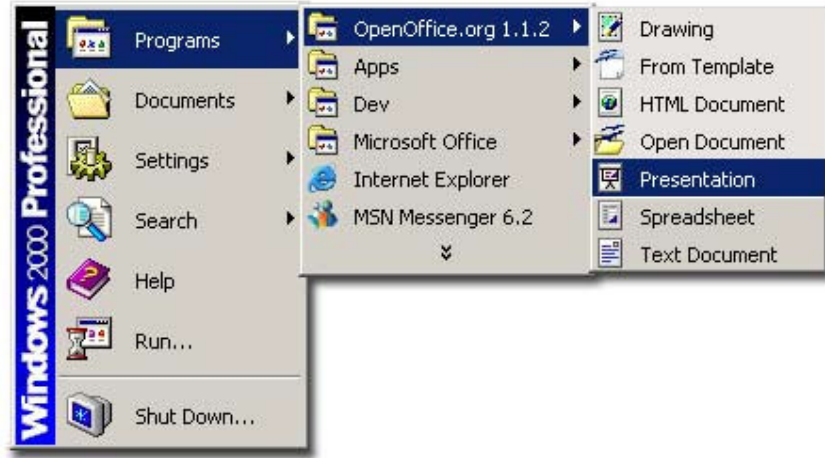 Windows 2000 Professional
Programs
Documents
Settings
Search
Help
Run...
Shut Down...
OpenOffice.org 1.1.2
Apps
Dev
Microsoft Office
Internet Explorer
MSN Messenger 6.2
Drawing
From Template
HTML Document
Open Document
Presentation
Spreadsheet
Text Document